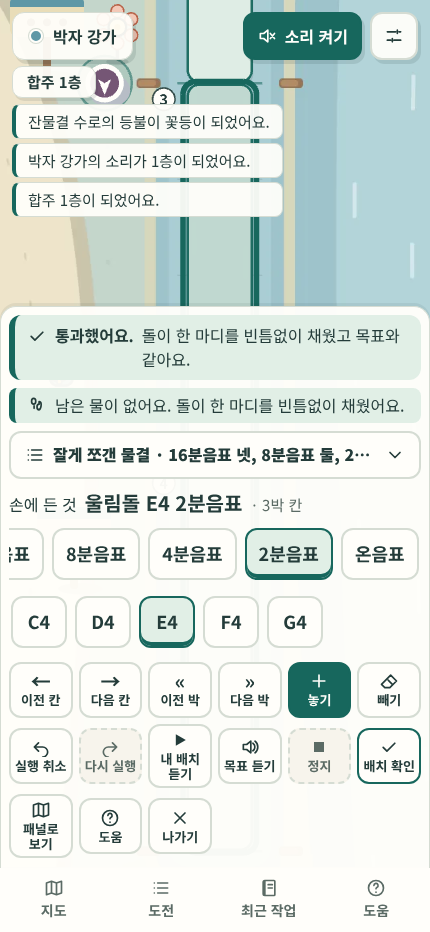 박자 강가
소리 켜기
합주 1층
3
잔물결 수로의 등불이 꽃등이 되었어요.
박자 강가의 소리가 1층이 되었어요.
합주 1층이 되었어요.
통과했어요. 돌이 한 마디를 빈틈없이 채웠고 목표와
같아요.
남은 물이 없어요. 돌이 한 마디를 빈틈없이 채웠어요.
잘게 쪼갠 물결 · 16분음표 넷, 8분음표 둘, 2…
손에 든 것 울림돌 E4 2분음표 · 3박 칸
음표 8분음표 4분음표 2분음표 온음표
C4 D4 E4 F4 G4
이전 칸 다음 칸 이전 박 다음 박 놓기 빼기
실행 취소 다시 실행 내 배치
듣기 목표 듣기 정지 배치 확인
패널로
보기 도움 나가기
지도 도전 최근 작업 도움